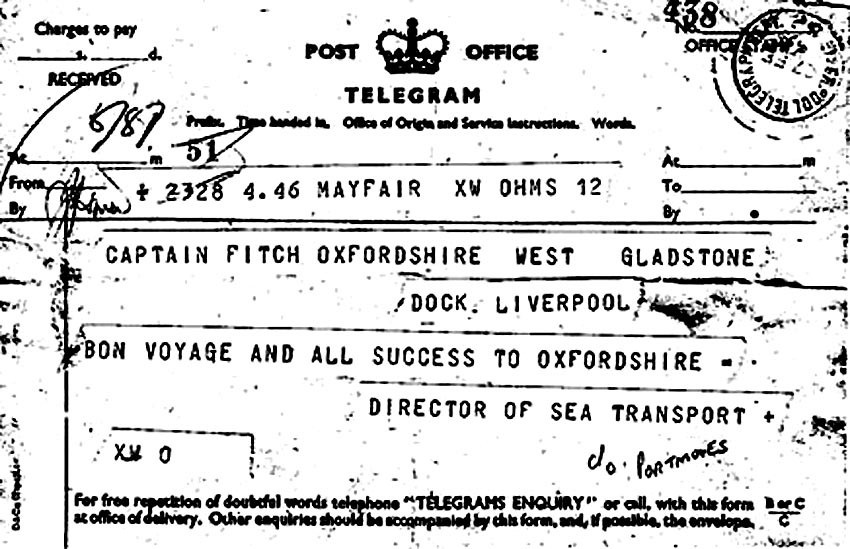 Charges to pay
s. d.
RECEIVED
POST OFFICE
TELEGRAM
438
No.
OFFICE STAMP
Prefix. Time handed in. Office of Origin and Service Instructions. Words.
51
At m
From
By
At m
To
By
+ 2328 4.46 MAYFAIR XW OHMS 12
CAPTAIN FITCH OXFORDSHIRE WEST GLADSTONE
DOCK. LIVERPOOL
BON VOYAGE AND ALL SUCCESS TO OXFORDSHIRE =
DIRECTOR OF SEA TRANSPORT +
XW O
c/o. PORTMOVES
For free repetition of doubtful words telephone "TELEGRAMS ENQUIRY" or call, with this form
at office of delivery. Other enquiries should be accompanied by this form, and, if possible, the envelope.
B or C
C